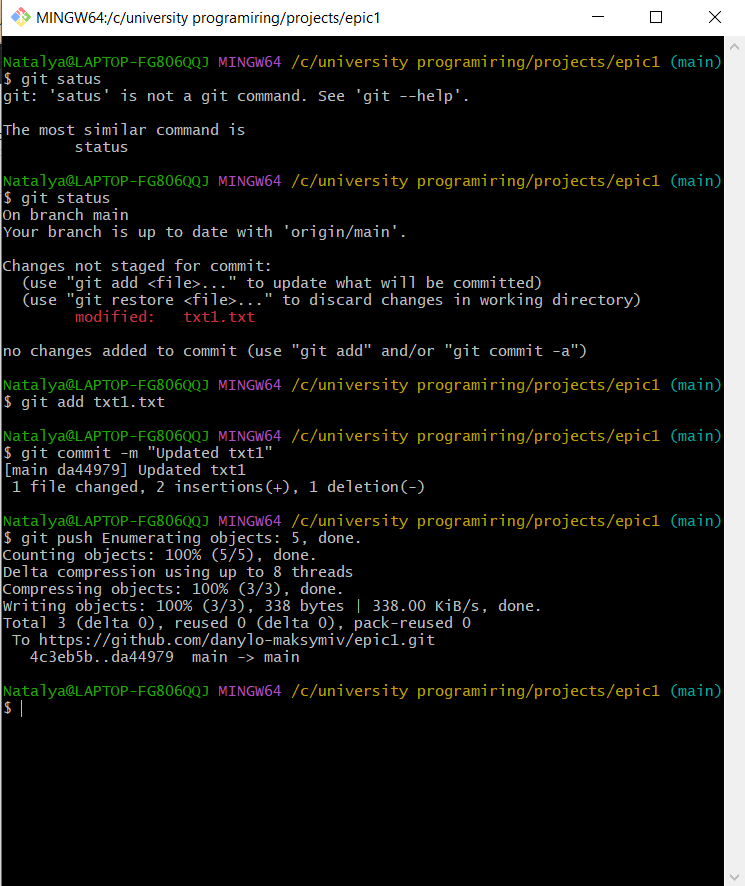 MINGW64:/c/university programiring/projects/epic1
Natalya@LAPTOP-FG806QQJ MINGW64 /c/university programiring/projects/epic1 (main)
$ git satus
git: 'satus' is not a git command. See 'git --help'.
The most similar command is
status
Natalya@LAPTOP-FG806QQJ MINGW64 /c/university programiring/projects/epic1 (main)
$ git status
On branch main
Your branch is up to date with 'origin/main'.
Changes not staged for commit:
(use "git add <file>..." to update what will be committed)
(use "git restore <file>..." to discard changes in working directory)
modified:   txt1.txt
no changes added to commit (use "git add" and/or "git commit -a")
Natalya@LAPTOP-FG806QQJ MINGW64 /c/university programiring/projects/epic1 (main)
$ git add txt1.txt
Natalya@LAPTOP-FG806QQJ MINGW64 /c/university programiring/projects/epic1 (main)
$ git commit -m "Updated txt1"
[main da44979] Updated txt1
1 file changed, 2 insertions(+), 1 deletion(-)
Natalya@LAPTOP-FG806QQJ MINGW64 /c/university programiring/projects/epic1 (main)
$ git push Enumerating objects: 5, done.
Counting objects: 100% (5/5), done.
Delta compression using up to 8 threads
Compressing objects: 100% (3/3), done.
Writing objects: 100% (3/3), 338 bytes | 338.00 KiB/s, done.
Total 3 (delta 0), reused 0 (delta 0), pack-reused 0
To https://github.com/danylo-maksymiv/epic1.git
4c3eb5b..da44979  main -> main
Natalya@LAPTOP-FG806QQJ MINGW64 /c/university programiring/projects/epic1 (main)
$